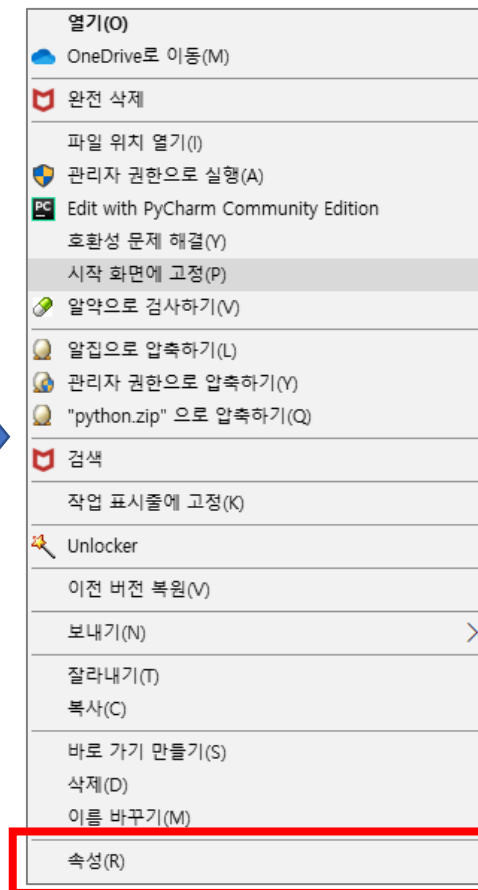 열기(O)
OneDrive로 이동(M)
완전 삭제
파일 위치 열기(I)
관리자 권한으로 실행(A)
PC Edit with PyCharm Community Edition
호환성 문제 해결(Y)
시작 화면에 고정(P)
알약으로 검사하기(V)
알집으로 압축하기(L)
관리자 권한으로 압축하기(Y)
"python.zip" 으로 압축하기(Q)
검색
작업 표시줄에 고정(K)
Unlocker
이전 버전 복원(V)
보내기(N)
잘라내기(T)
복사(C)
바로 가기 만들기(S)
삭제(D)
이름 바꾸기(M)
속성(R)